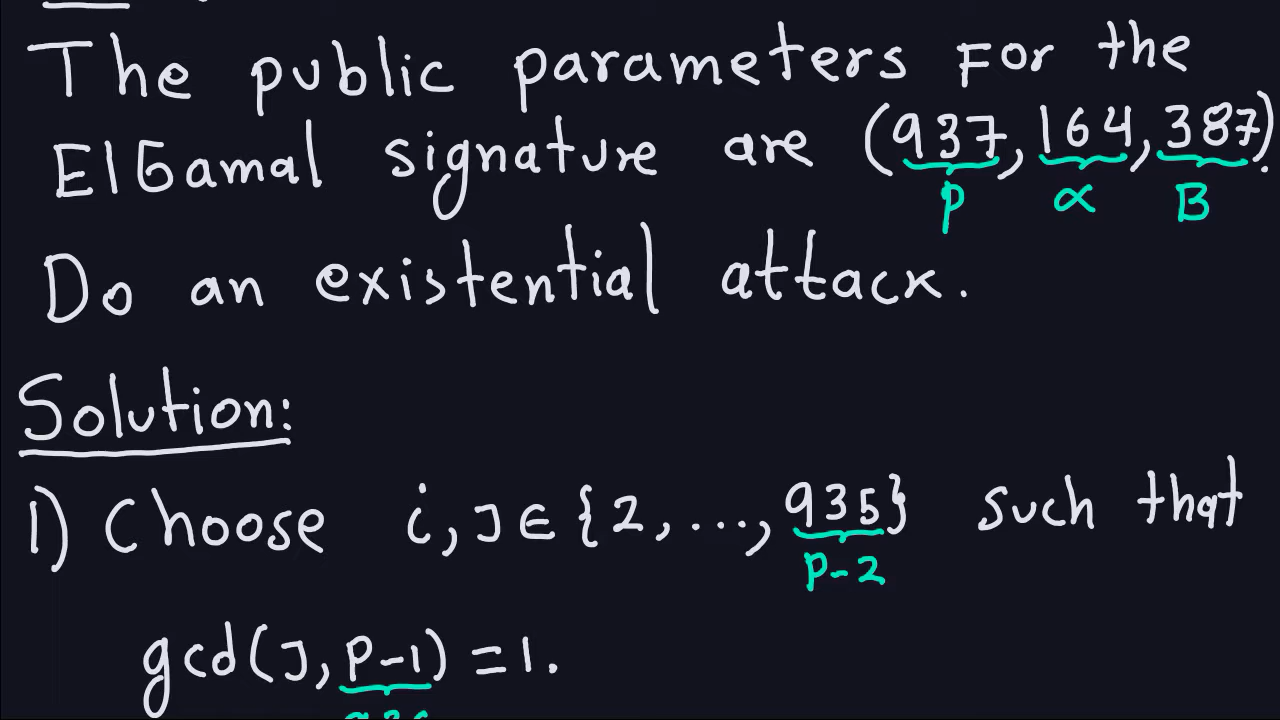 The public parameters For the
ElGamal signature are (937, 164, 387).
p α B
Do an existential attack.
Solution:
1) Choose i, J ∈ {2, ..., 935} such that
p-2
gcd(J, p-1) = 1.